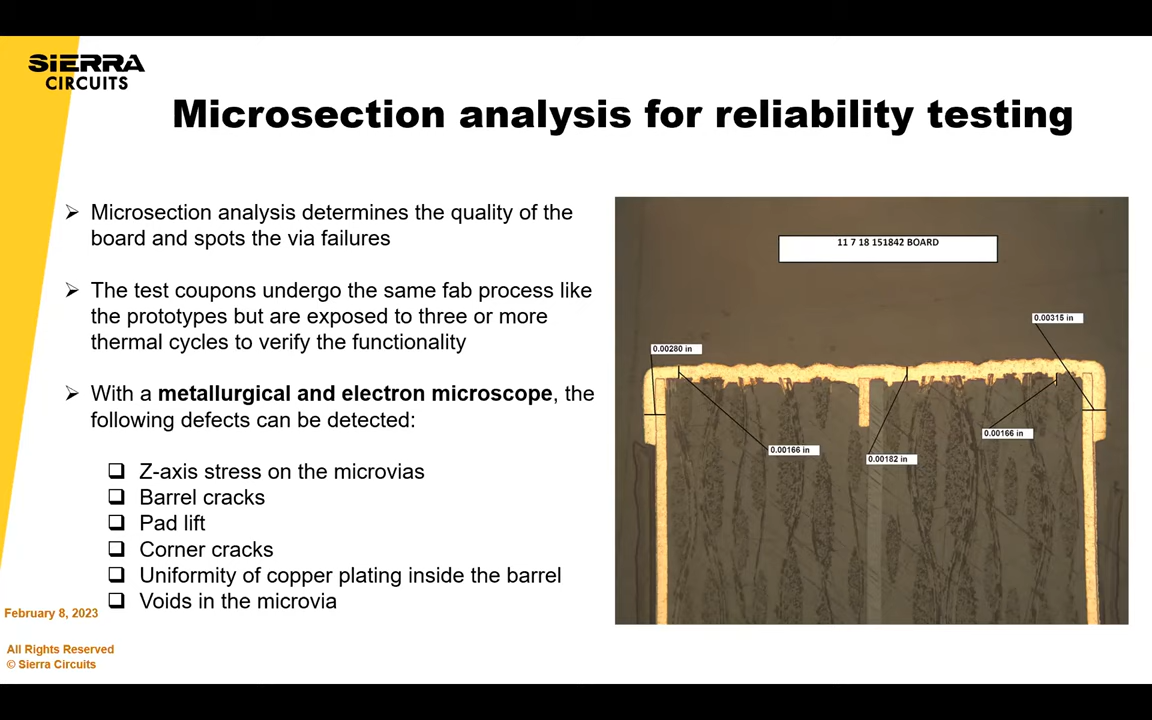 SIERRA
CIRCUITS
Microsection analysis for reliability testing
➢ Microsection analysis determines the quality of the
board and spots the via failures
➢ The test coupons undergo the same fab process like
the prototypes but are exposed to three or more
thermal cycles to verify the functionality
➢ With a metallurgical and electron microscope, the
following defects can be detected:
❑ Z-axis stress on the microvias
❑ Barrel cracks
❑ Pad lift
❑ Corner cracks
❑ Uniformity of copper plating inside the barrel
❑ Voids in the microvia
11 7 18 151842 BOARD
0.00315 in
0.00280 in
0.00166 in
0.00182 in
0.00166 in
February 8, 2023
All Rights Reserved
© Sierra Circuits